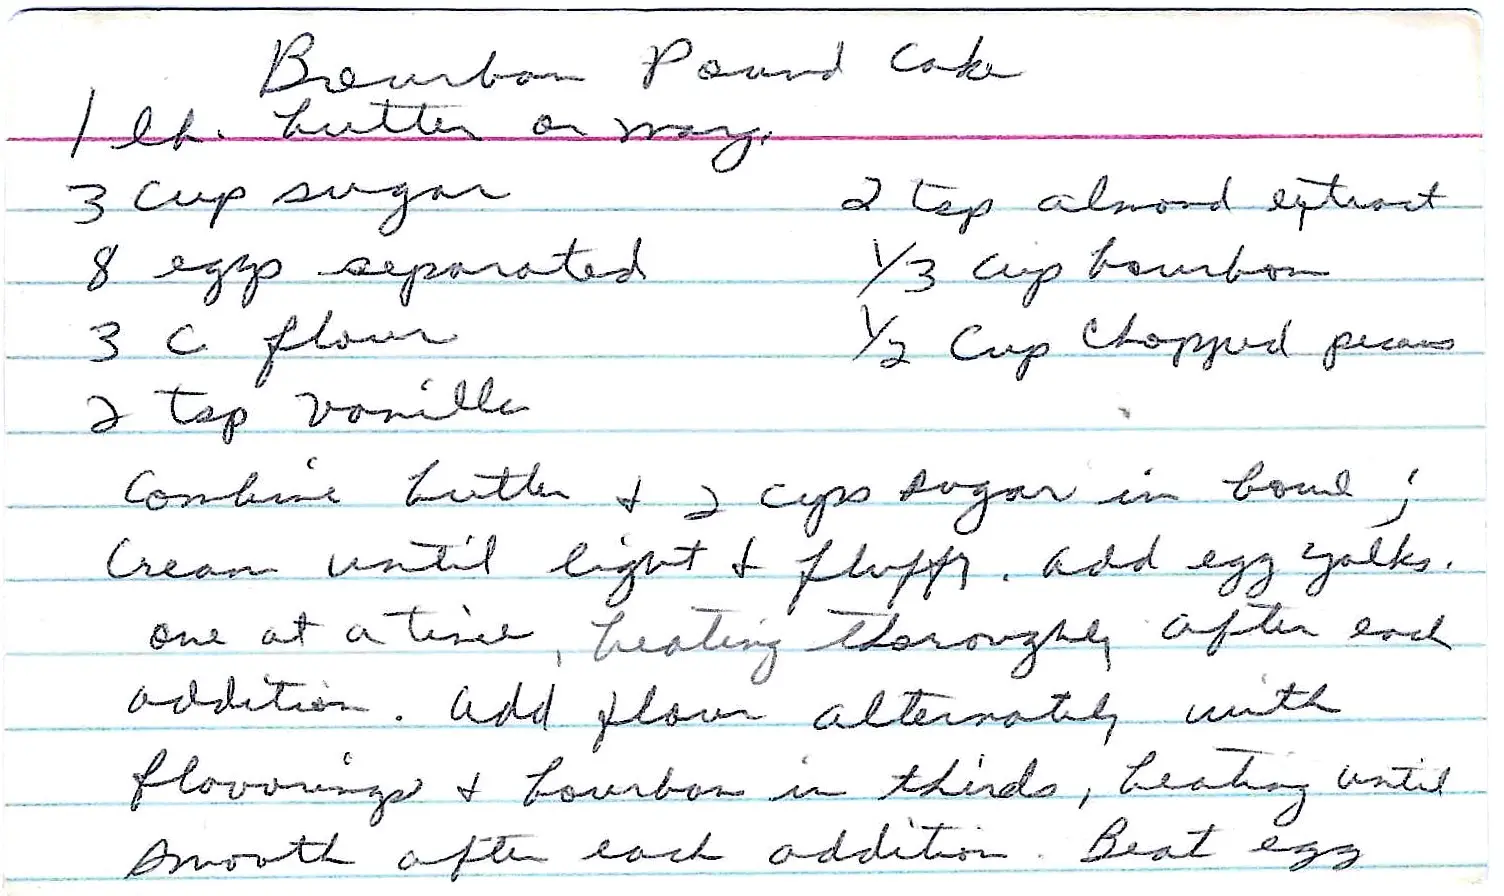 Bourbon Pound Cake
1 lb. butter or marg.
3 cup sugar
8 eggs separated
3 c flour
2 tsp vanilla
2 tsp almond extract
1/3 cup bourbon
1/2 cup chopped pecans
Combine butter & 2 cups sugar in bowl;
Cream until light & fluffy. add egg yolks.
one at a time, beating thoroughly after each
addition. add flour alternately with
flavorings & bourbon in thirds, beating until
smooth after each addition. Beat egg